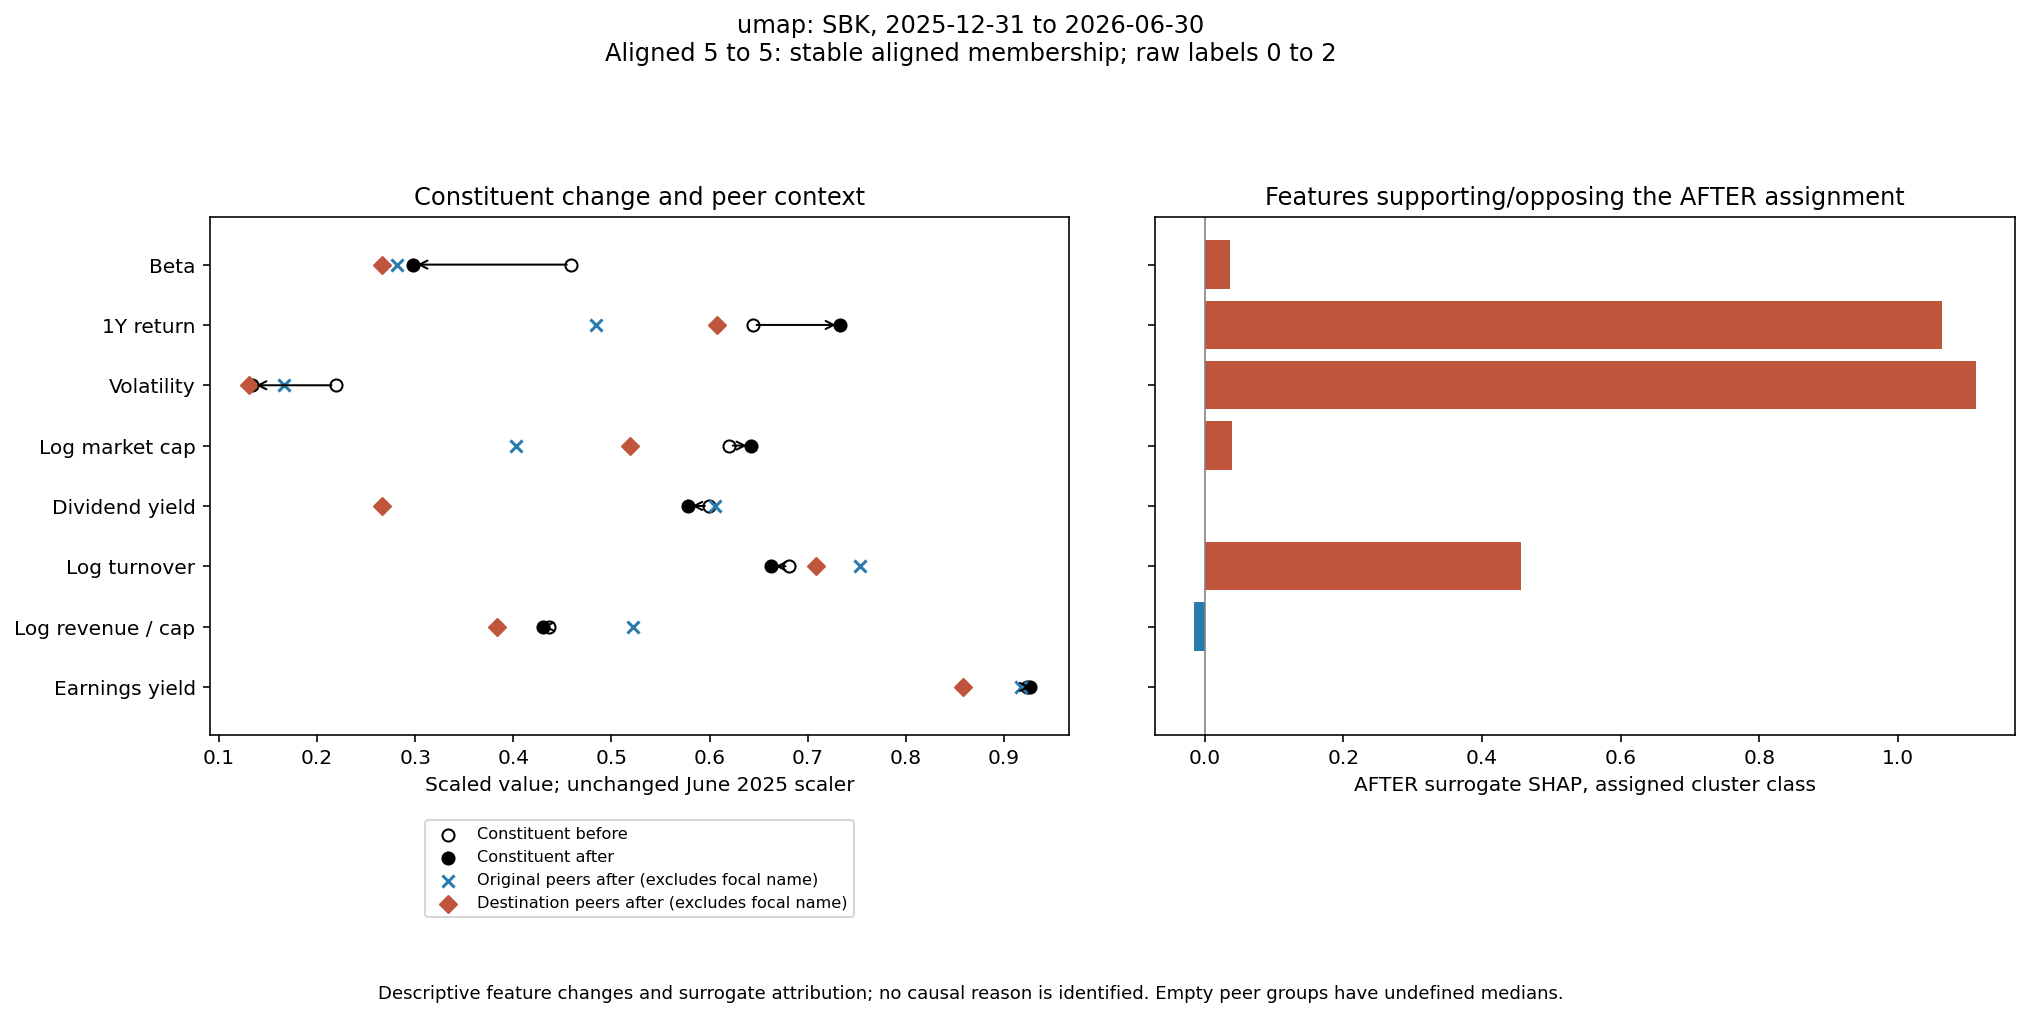 umap: SBK, 2025-12-31 to 2026-06-30
Aligned 5 to 5: stable aligned membership; raw labels 0 to 2
Constituent change and peer context
Beta
1Y return
Volatility
Log market cap
Dividend yield
Log turnover
Log revenue / cap
Earnings yield
0.1 0.2 0.3 0.4 0.5 0.6 0.7 0.8 0.9
Scaled value; unchanged June 2025 scaler
Constituent before
Constituent after
Original peers after (excludes focal name)
Destination peers after (excludes focal name)
Features supporting/opposing the AFTER assignment
0.0 0.2 0.4 0.6 0.8 1.0
AFTER surrogate SHAP, assigned cluster class
Descriptive feature changes and surrogate attribution; no causal reason is identified. Empty peer groups have undefined medians.